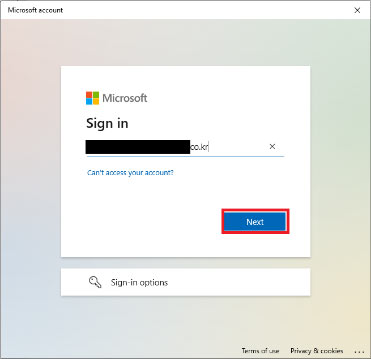 Microsoft account
Microsoft
Sign in
co.kr
Can't access your account?
Next
Sign-in options
Terms of use Privacy & cookies ...